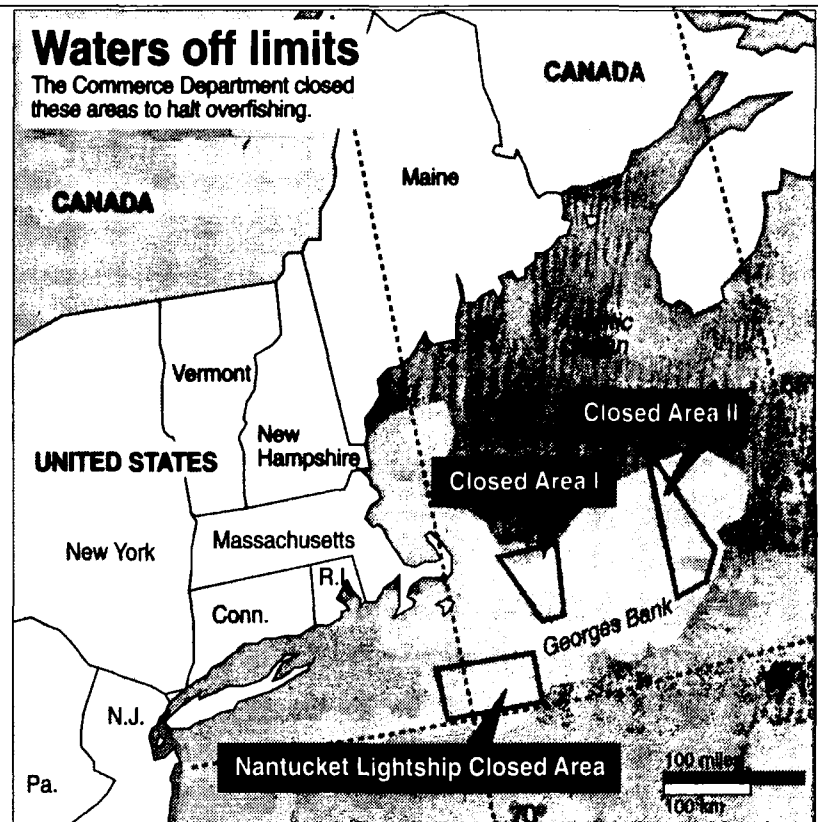 Waters off limits
The Commerce Department closed
these areas to halt overfishing.
CANADA
Maine
CANADA
Vermont
Closed Area II
New
Hampshire
UNITED STATES
Closed Area I
New York
Massachusetts
R.I.
Conn.
Georges Bank
N.J.
Nantucket Lightship Closed Area
100 miles
Pa.
100 km
70°